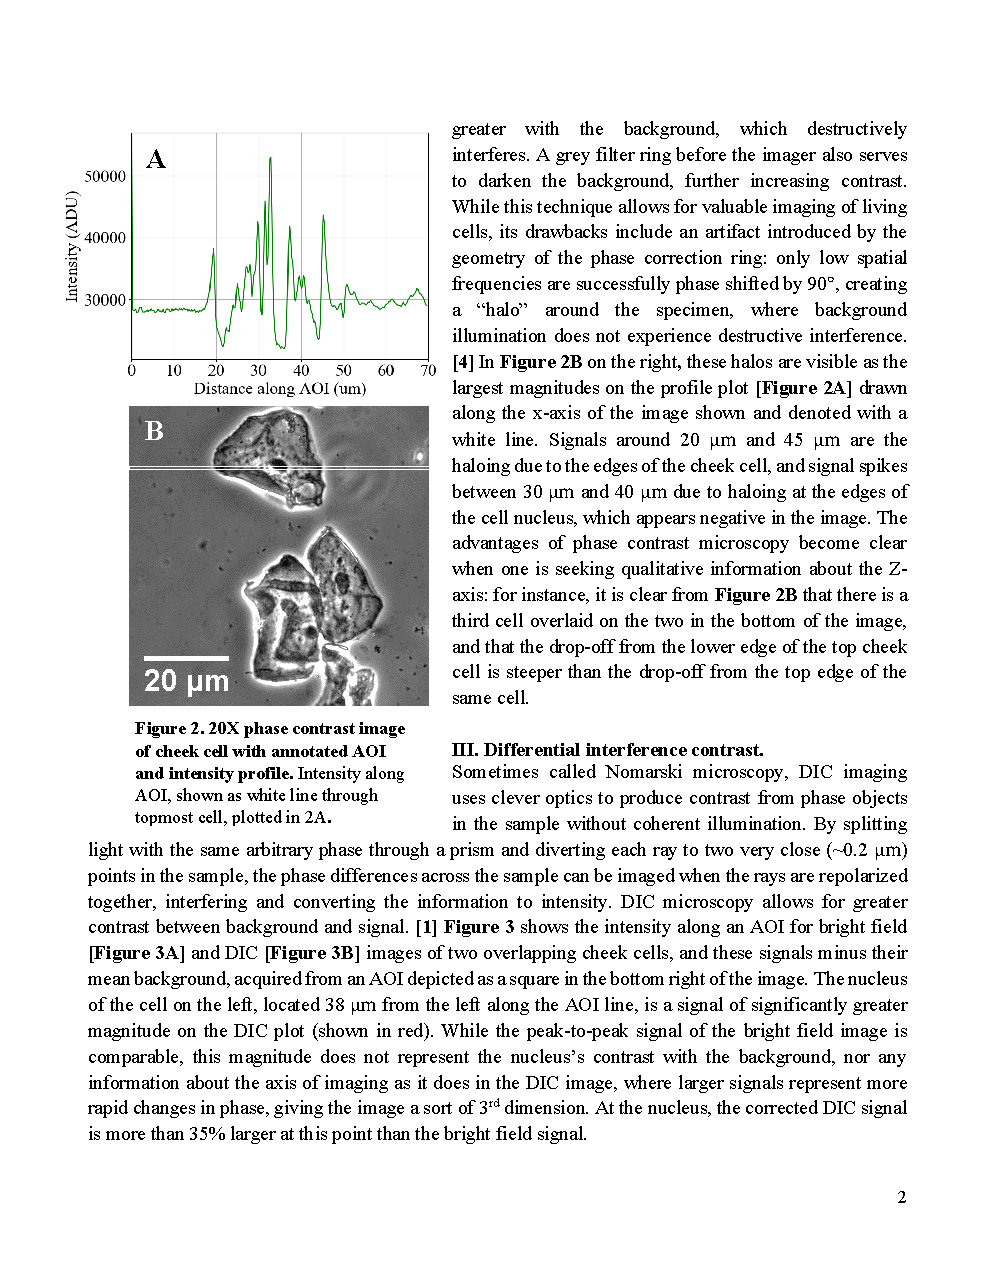 A
50000
40000
30000
Intensity (ADU)
0 10 20 30 40 50 60 70
Distance along AOI (um)
B
20 µm
Figure 2. 20X phase contrast image
of cheek cell with annotated AOI
and intensity profile. Intensity along
AOI, shown as white line through
topmost cell, plotted in 2A.
greater with the background, which destructively
interferes. A grey filter ring before the imager also serves
to darken the background, further increasing contrast.
While this technique allows for valuable imaging of living
cells, its drawbacks include an artifact introduced by the
geometry of the phase correction ring: only low spatial
frequencies are successfully phase shifted by 90°, creating
a “halo” around the specimen, where background
illumination does not experience destructive interference.
[4] In Figure 2B on the right, these halos are visible as the
largest magnitudes on the profile plot [Figure 2A] drawn
along the x-axis of the image shown and denoted with a
white line. Signals around 20 µm and 45 µm are the
haloing due to the edges of the cheek cell, and signal spikes
between 30 µm and 40 µm due to haloing at the edges of
the cell nucleus, which appears negative in the image. The
advantages of phase contrast microscopy become clear
when one is seeking qualitative information about the Z-
axis: for instance, it is clear from Figure 2B that there is a
third cell overlaid on the two in the bottom of the image,
and that the drop-off from the lower edge of the top cheek
cell is steeper than the drop-off from the top edge of the
same cell.
III. Differential interference contrast.
Sometimes called Nomarski microscopy, DIC imaging
uses clever optics to produce contrast from phase objects
in the sample without coherent illumination. By splitting
light with the same arbitrary phase through a prism and diverting each ray to two very close (~0.2 µm)
points in the sample, the phase differences across the sample can be imaged when the rays are repolarized
together, interfering and converting the information to intensity. DIC microscopy allows for greater
contrast between background and signal. [1] Figure 3 shows the intensity along an AOI for bright field
[Figure 3A] and DIC [Figure 3B] images of two overlapping cheek cells, and these signals minus their
mean background, acquired from an AOI depicted as a square in the bottom right of the image. The nucleus
of the cell on the left, located 38 µm from the left along the AOI line, is a signal of significantly greater
magnitude on the DIC plot (shown in red). While the peak-to-peak signal of the bright field image is
comparable, this magnitude does not represent the nucleus’s contrast with the background, nor any
information about the axis of imaging as it does in the DIC image, where larger signals represent more
rapid changes in phase, giving the image a sort of 3rd dimension. At the nucleus, the corrected DIC signal
is more than 35% larger at this point than the bright field signal.
2